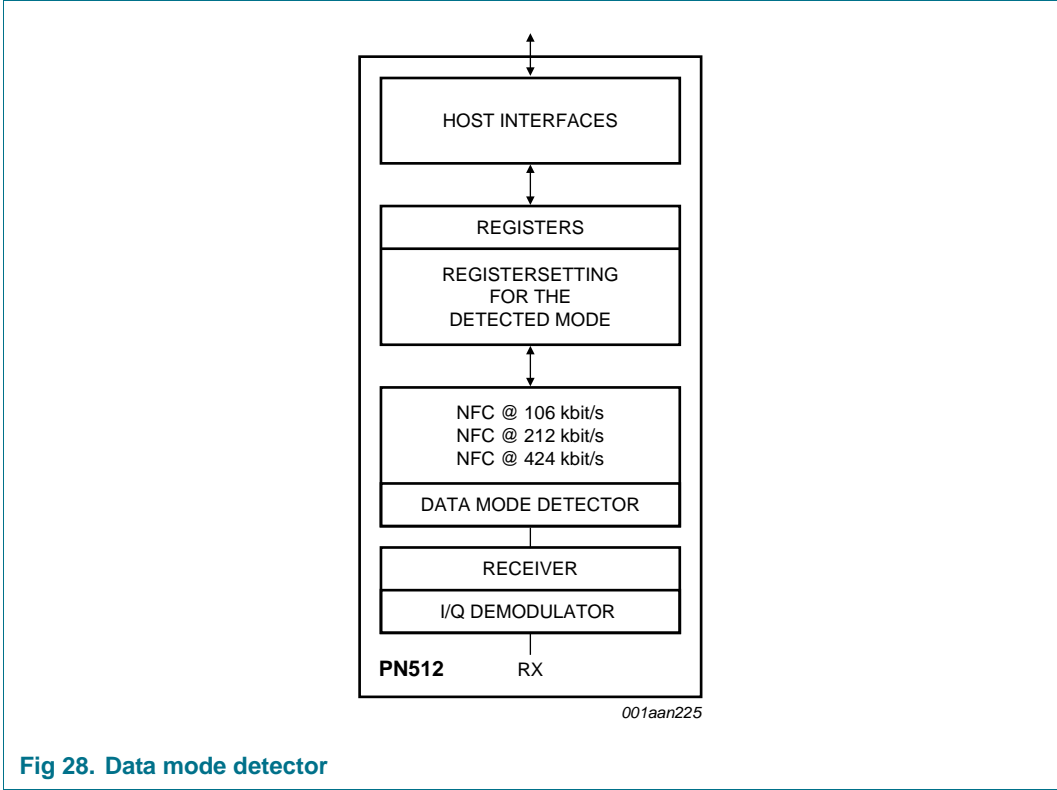 HOST INTERFACES
REGISTERS
REGISTERSETTING
FOR THE
DETECTED MODE
NFC @ 106 kbit/s
NFC @ 212 kbit/s
NFC @ 424 kbit/s
DATA MODE DETECTOR
RECEIVER
I/Q DEMODULATOR
PN512 RX
001aan225
Fig 28. Data mode detector